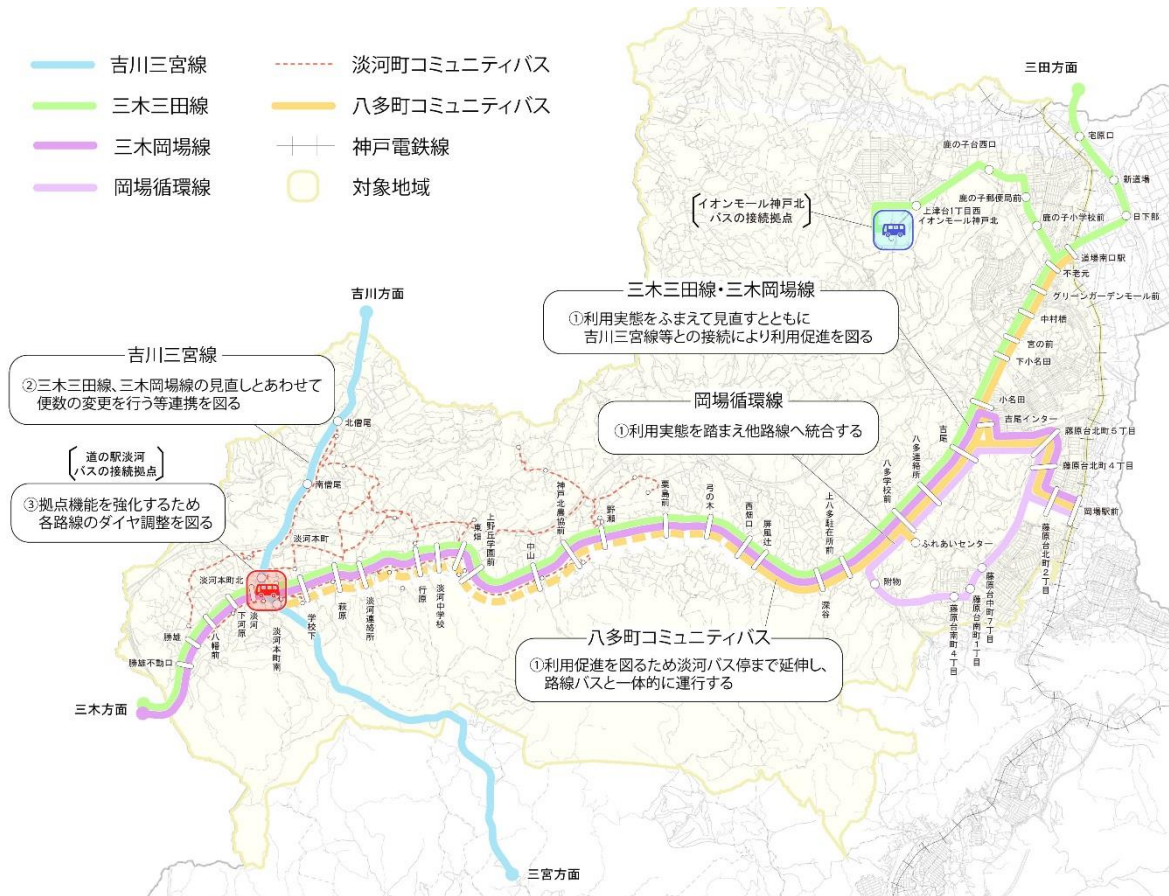 吉川三宮線
三木三田線
三木岡場線
岡場循環線
淡河町コミュニティバス
八多町コミュニティバス
神戸電鉄線
対象地域
三田方面
宅原口
新道場
日下部
鹿の子台西口
鹿の子郵便局前
鹿の子小学校前
上津台1丁目西
イオンモール神戸北
イオンモール神戸北
バスの接続拠点
道場南口駅
不老元
グリーンガーデンモール前
中村橋
宮の前
下小名田
小名田
吉尾インター
藤原台北町5丁目
藤原台北町4丁目
岡場駅前
藤原台北町2丁目
藤原台中町7丁目
藤原台南町1丁目
藤原台南町4丁目
附物
ふれあいセンター
三木三田線・三木岡場線
①利用実態をふまえて見直すとともに
吉川三宮線等との接続により利用促進を図る
岡場循環線
①利用実態を踏まえ他路線へ統合する
吉川方面
吉川三宮線
②三木三田線、三木岡場線の見直しとあわせて
便数の変更を行う等連携を図る
道の駅淡河
バスの接続拠点
③拠点機能を強化するため
各路線のダイヤ調整を図る
北僧尾
南僧尾
淡河本町
淡河本町北
吉尾
八多連絡所
八多学校前
上八多駐在所前
深谷
屏風辻
西畑口
弓の木
栗島前
野瀬
神戸北農協前
中山
上野丘学園前
東畑
淡河中学校
行原
淡河連絡所
萩原
学校下
淡河本町南
淡河
下河原
八幡前
勝雄
勝雄不動口
三木方面
八多町コミュニティバス
①利用促進を図るため淡河バス停まで延伸し、
路線バスと一体的に運行する
三宮方面